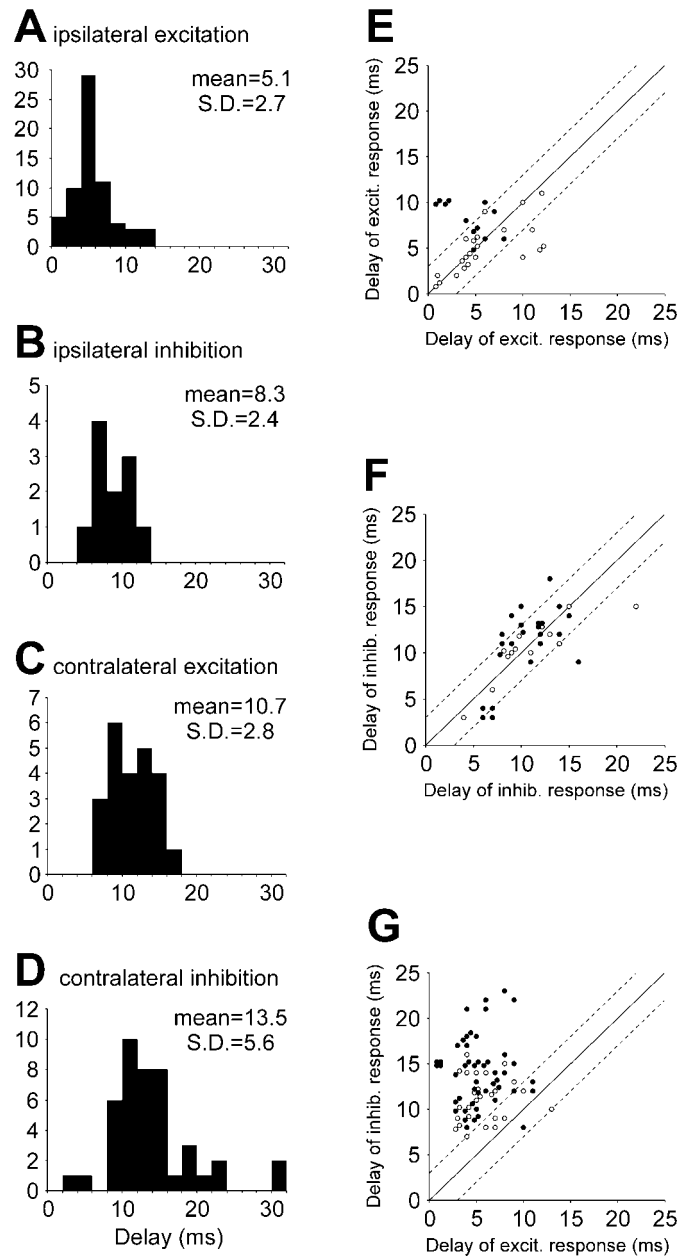 A ipsilateral excitation
mean=5.1
S.D.=2.7
30
25
20
15
10
5
0
0 10 20 30
B ipsilateral inhibition
mean=8.3
S.D.=2.4
5
4
3
2
1
0
0 10 20 30
C contralateral excitation
mean=10.7
S.D.=2.8
7
6
5
4
3
2
1
0
0 10 20 30
D contralateral inhibition
mean=13.5
S.D.=5.6
12
10
8
6
4
2
0
0 10 20 30
Delay (ms)
E
Delay of excit. response (ms)
25
20
15
10
5
0
0 5 10 15 20 25
Delay of excit. response (ms)
F
Delay of inhib. response (ms)
25
20
15
10
5
0
0 5 10 15 20 25
Delay of inhib. response (ms)
G
Delay of inhib. response (ms)
25
20
15
10
5
0
0 5 10 15 20 25
Delay of excit. response (ms)